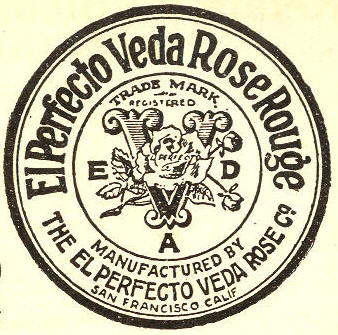 El Perfecto Veda Rose Rouge
TRADE MARK
REGISTERED
V
PERFECTO
E D
A
MANUFACTURED BY
THE EL PERFECTO VEDA ROSE Co
SAN FRANCISCO CALIF